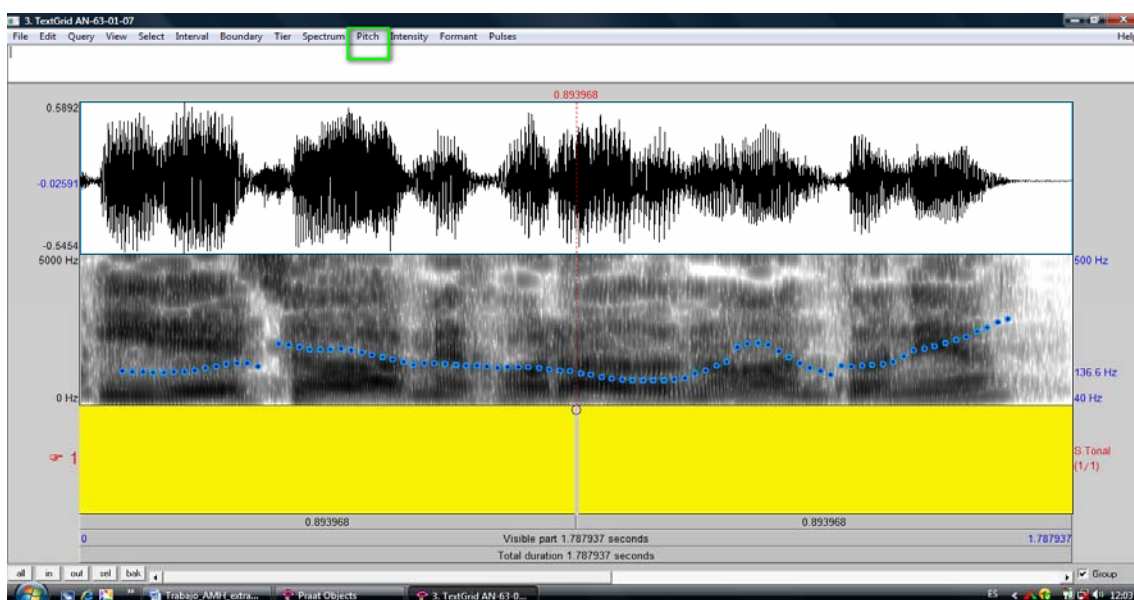 3. TextGrid AN-63-01-07
File Edit Query View Select Interval Boundary Tier Spectrum Pitch Intensity Formant Pulses Help
0.893968
0.5892
-0.02591
-0.5454
5000 Hz
500 Hz
136.6 Hz
0 Hz
40 Hz
1
S.Tonal
(1/1)
0.893968 0.893968
0 Visible part 1.787937 seconds 1.787937
Total duration 1.787937 seconds
all in out sel bak Group
Trabajo_AMH_extra... Praat Objects 3. TextGrid AN-63-0... ES 12:03